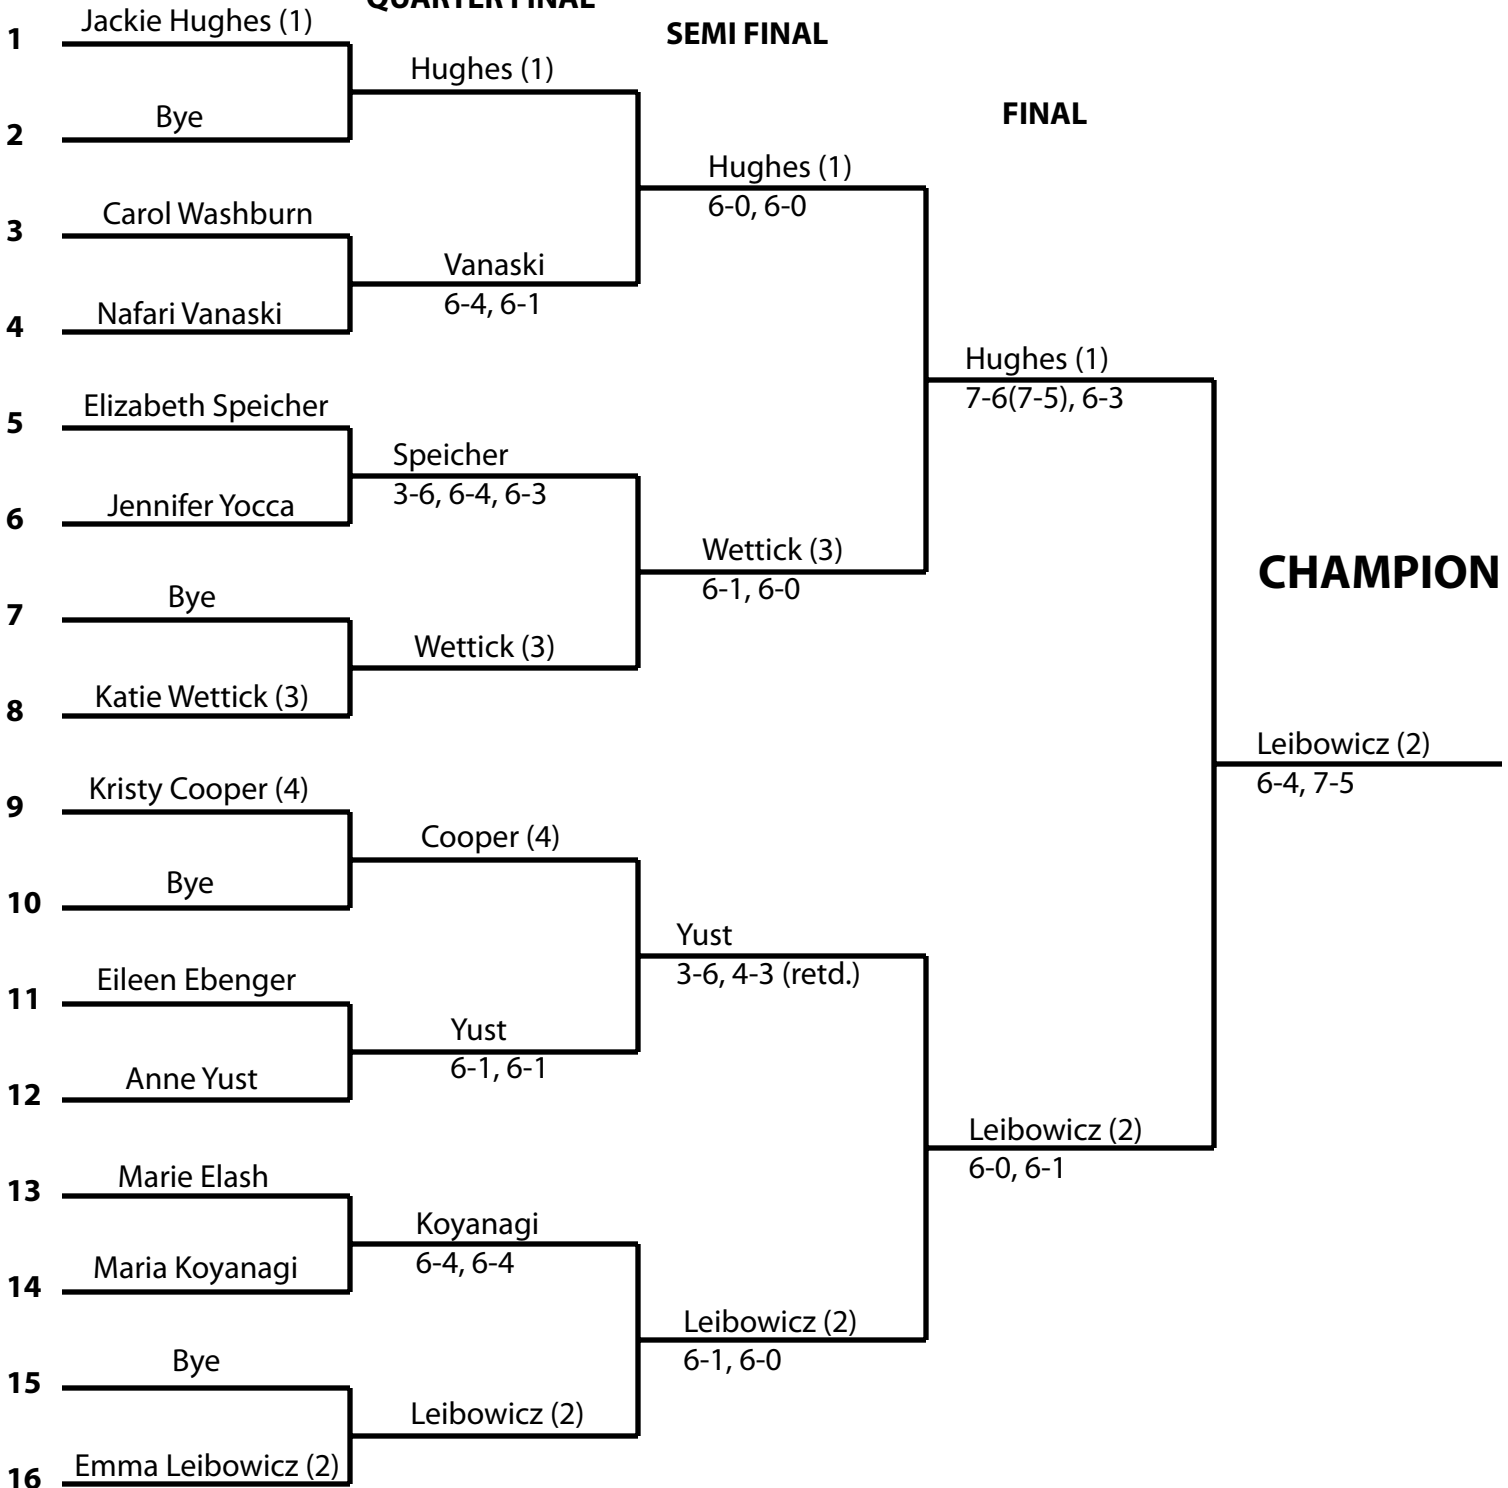 QUARTER FINAL
SEMI FINAL
FINAL
CHAMPION
1 Jackie Hughes (1)
2 Bye
3 Carol Washburn
4 Nafari Vanaski
5 Elizabeth Speicher
6 Jennifer Yocca
7 Bye
8 Katie Wettick (3)
9 Kristy Cooper (4)
10 Bye
11 Eileen Ebenger
12 Anne Yust
13 Marie Elash
14 Maria Koyanagi
15 Bye
16 Emma Leibowicz (2)
Hughes (1)
Vanaski
6-4, 6-1
Speicher
3-6, 6-4, 6-3
Wettick (3)
Cooper (4)
Yust
6-1, 6-1
Koyanagi
6-4, 6-4
Leibowicz (2)
Hughes (1)
6-0, 6-0
Wettick (3)
6-1, 6-0
Yust
3-6, 4-3 (retd.)
Leibowicz (2)
6-1, 6-0
Hughes (1)
7-6(7-5), 6-3
Leibowicz (2)
6-0, 6-1
Leibowicz (2)
6-4, 7-5